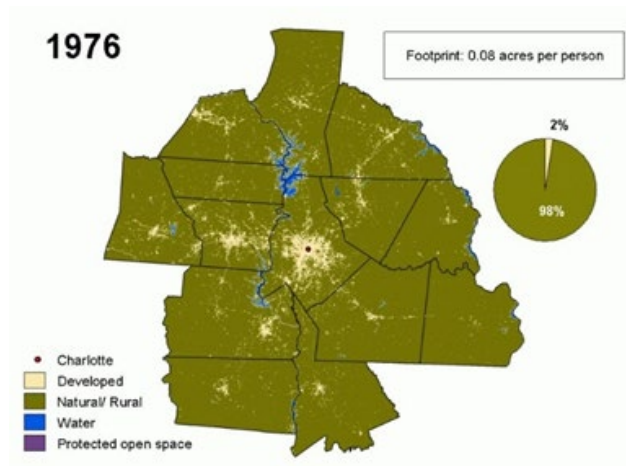 1976
Footprint: 0.08 acres per person
2%
98%
Charlotte
Developed
Natural/ Rural
Water
Protected open space